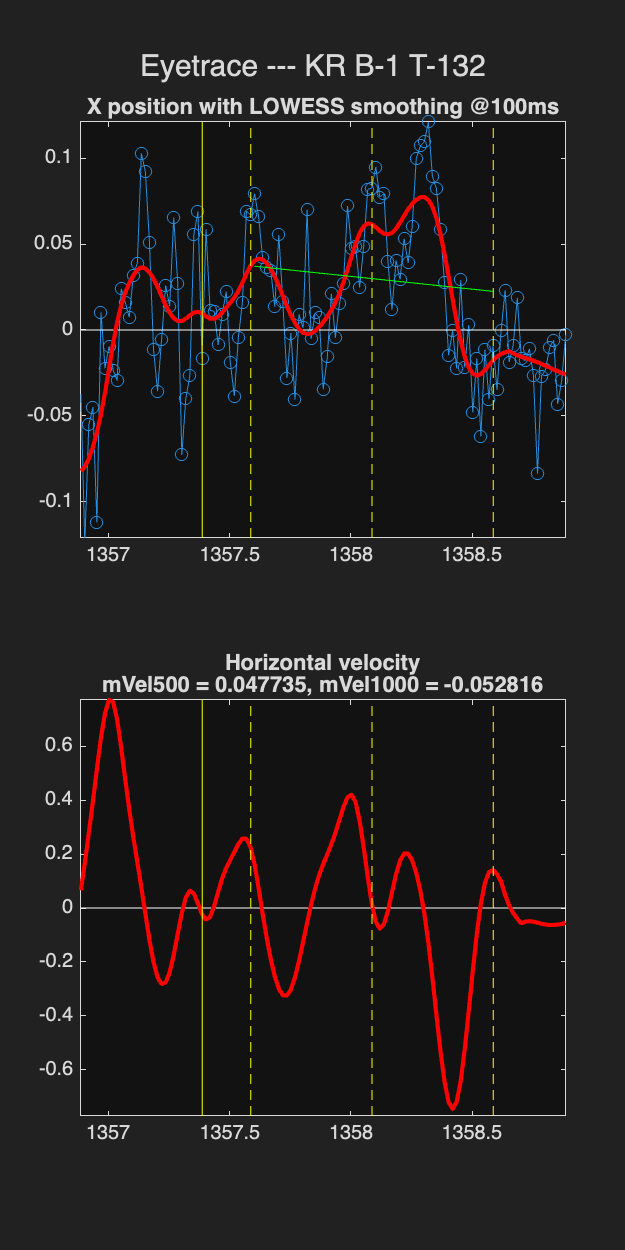 Eyetrace --- KR B-1 T-132
X position with LOWESS smoothing @100ms
0.1
0.05
0
-0.05
-0.1
1357 1357.5 1358 1358.5
Horizontal velocity
mVel500 = 0.047735, mVel1000 = -0.052816
0.6
0.4
0.2
0
-0.2
-0.4
-0.6
1357 1357.5 1358 1358.5